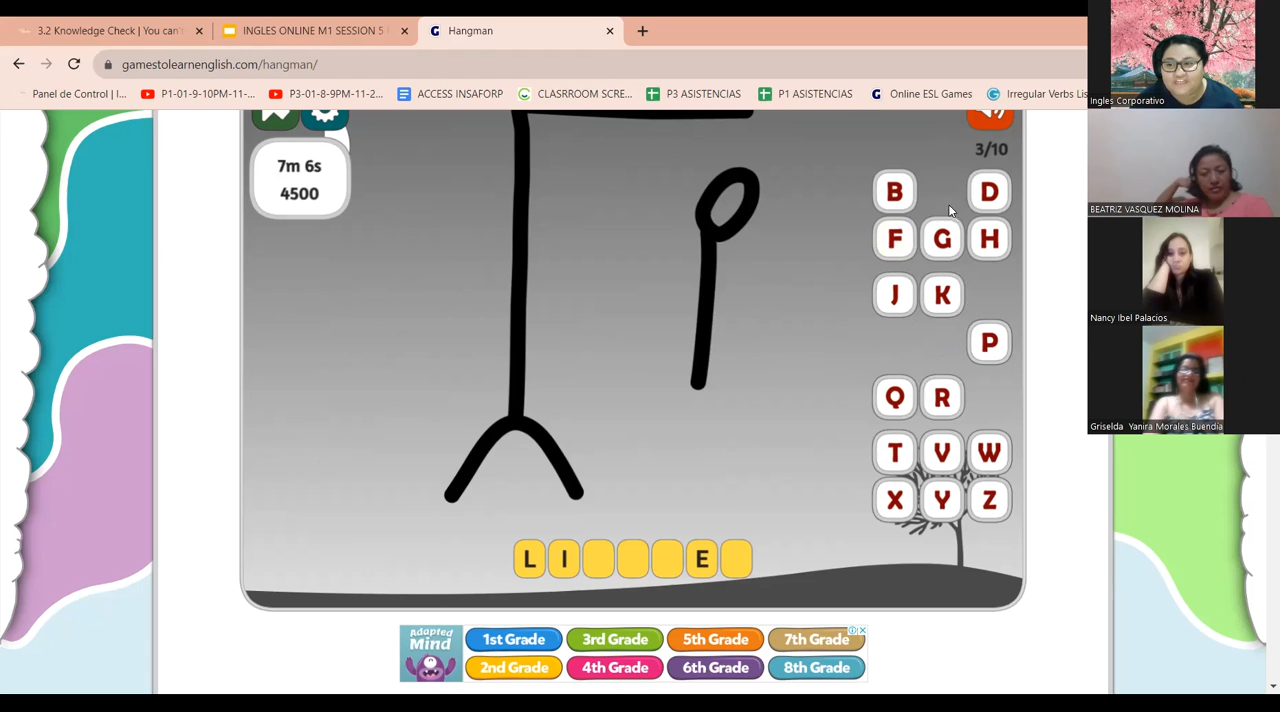 3.2 Knowledge Check | You can't
INGLES ONLINE M1 SESSION 5
Hangman
gamestolearnenglish.com/hangman/
Panel de Control | I...
P1-01-9-10PM-11-...
P3-01-8-9PM-11-2...
ACCESS INSAFORP
CLASRROOM SCRE...
P3 ASISTENCIAS
P1 ASISTENCIAS
Online ESL Games
Irregular Verbs Lis
Ingles Corporativo
BEATRIZ VASQUEZ MOLINA
Nancy Ibel Palacios
Griselda Yanira Morales Buendia
7m 6s
4500
3/10
B D
F G H
J K
P
Q R
T V W
X Y Z
L I E
Adapted Mind
1st Grade 3rd Grade 5th Grade 7th Grade
2nd Grade 4th Grade 6th Grade 8th Grade